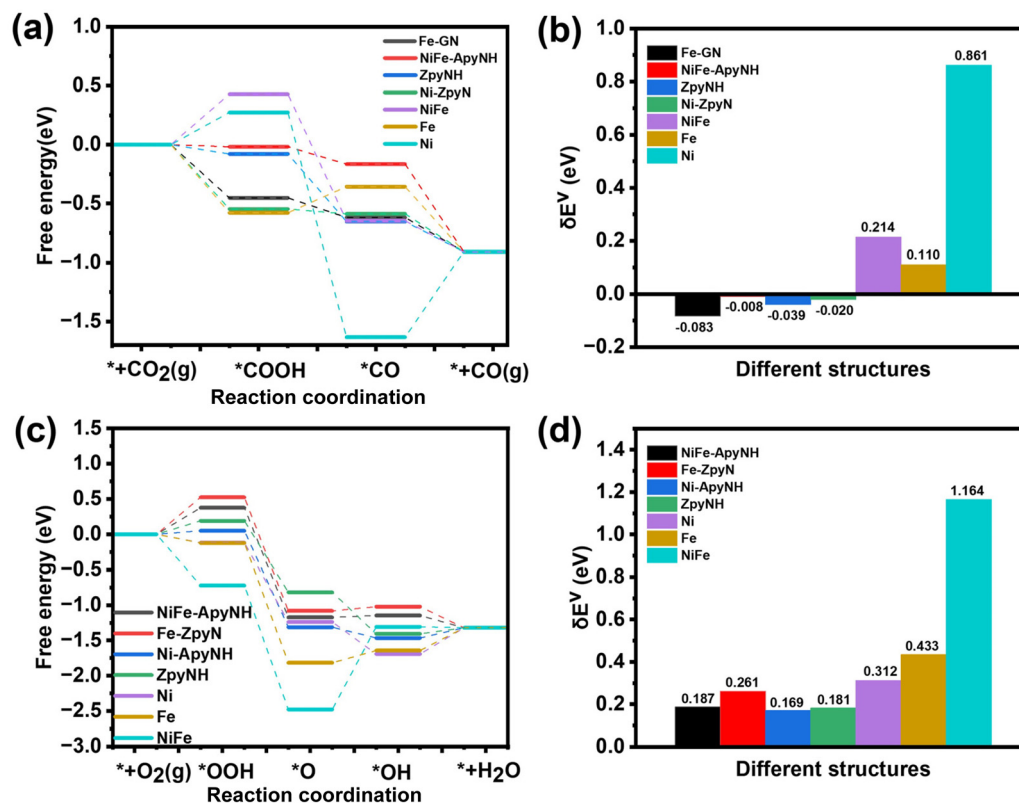 (a)
Free energy(eV)
1.0
0.5
0.0
−0.5
−1.0
−1.5
Fe-GN
NiFe-ApyNH
ZpyNH
Ni-ZpyN
NiFe
Fe
Ni
*+CO₂(g)
*COOH
*CO
*+CO(g)
Reaction coordination
(b)
δEᵛ (eV)
1.0
0.8
0.6
0.4
0.2
0.0
−0.2
Fe-GN
NiFe-ApyNH
ZpyNH
Ni-ZpyN
NiFe
Fe
Ni
-0.083
-0.008
-0.039
-0.020
0.214
0.110
0.861
Different structures
(c)
Free energy (eV)
1.5
1.0
0.5
0.0
−0.5
−1.0
−1.5
−2.0
−2.5
−3.0
NiFe-ApyNH
Fe-ZpyN
Ni-ApyNH
ZpyNH
Ni
Fe
NiFe
*+O₂(g)
*OOH
*O
*OH
*+H₂O
Reaction coordination
(d)
δEᵛ (eV)
1.4
1.2
1.0
0.8
0.6
0.4
0.2
0.0
NiFe-ApyNH
Fe-ZpyN
Ni-ApyNH
ZpyNH
Ni
Fe
NiFe
0.187
0.261
0.169
0.181
0.312
0.433
1.164
Different structures